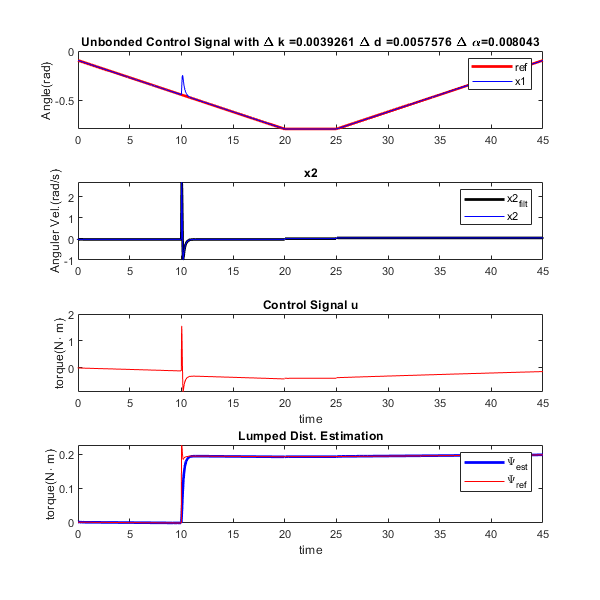 Unbonded Control Signal with Δ k =0.0039261 Δ d =0.0057576 Δ α=0.008043
Angle(rad)
0
-0.5
ref
x1
0 5 10 15 20 25 30 35 40 45
x2
Anguler Vel.(rad/s)
2
1
0
-1
x2filt
x2
0 5 10 15 20 25 30 35 40 45
Control Signal u
torque(N· m)
2
1
0
0 5 10 15 20 25 30 35 40 45
time
Lumped Dist. Estimation
torque(N· m)
0.2
0.1
0
Ψest
Ψref
0 5 10 15 20 25 30 35 40 45
time